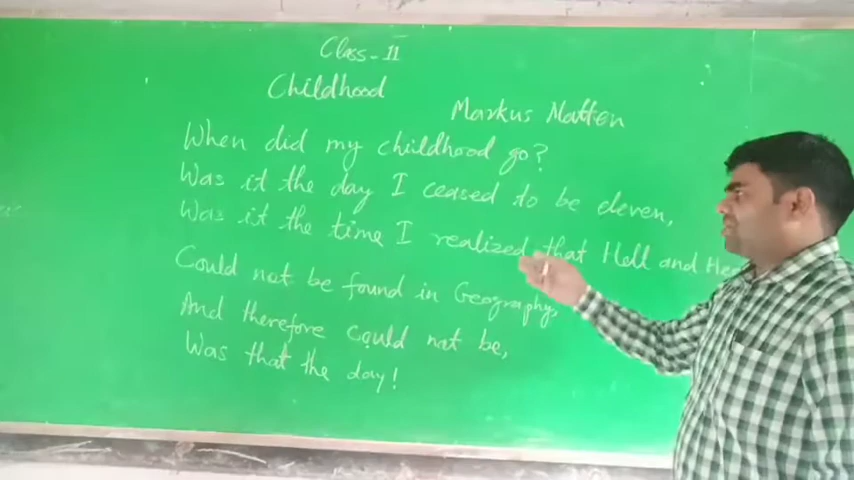 Class-11
Childhood
Markus Natten
When did my childhood go?
Was it the day I ceased to be eleven,
Was it the time I realized that Hell and
Could not be found in Geography,
And therefore could not be,
Was that the day!